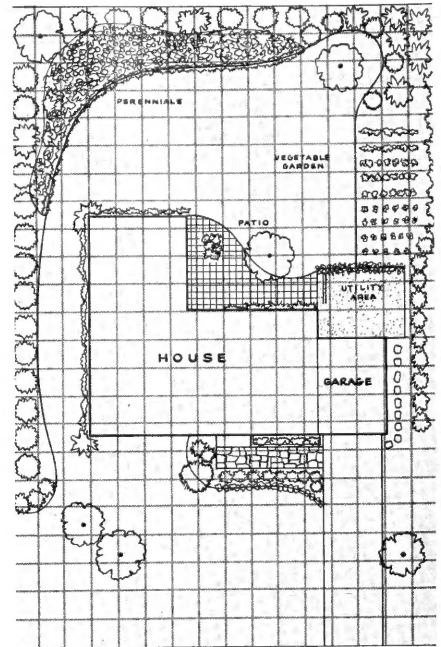 PERENNIALS
VEGETABLE
GARDEN
PATIO
UTILITY
AREA
HOUSE
GARAGE